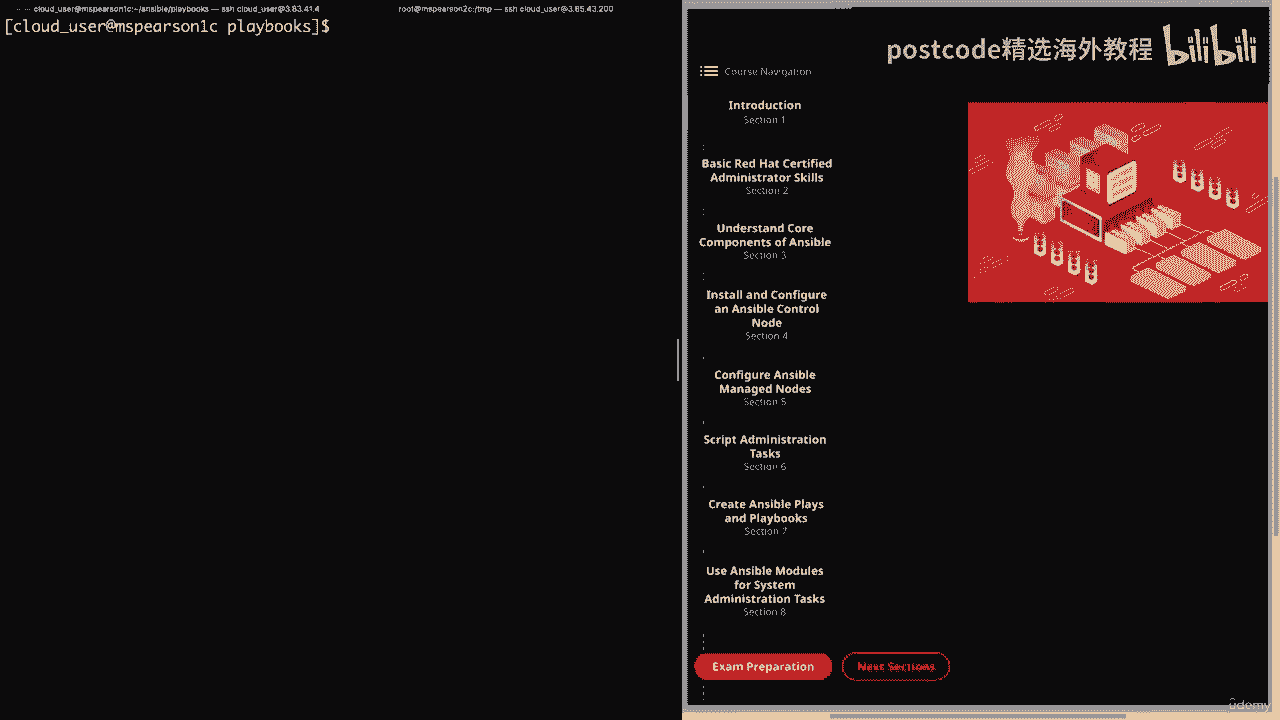 cloud_user@mspearson1c:~/ansible/playbooks — ssh cloud_user@3.83.41.4
root@mspearson2c:/tmp — ssh cloud_user@3.85.43.200
[cloud_user@mspearson1c playbooks]$
postcode精选海外教程 bilibili
Course Navigation
Introduction
Section 1
Basic Red Hat Certified
Administrator Skills
Section 2
Understand Core
Components of Ansible
Section 3
Install and Configure
an Ansible Control
Node
Section 4
Configure Ansible
Managed Nodes
Section 5
Script Administration
Tasks
Section 6
Create Ansible Plays
and Playbooks
Section 7
Use Ansible Modules
for System
Administration Tasks
Section 8
Exam Preparation
Next Sections
udemy